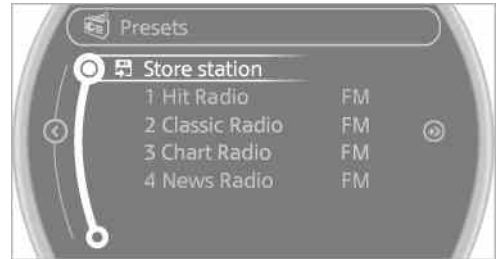 Presets
Store station
1 Hit Radio FM
2 Classic Radio FM
3 Chart Radio FM
4 News Radio FM